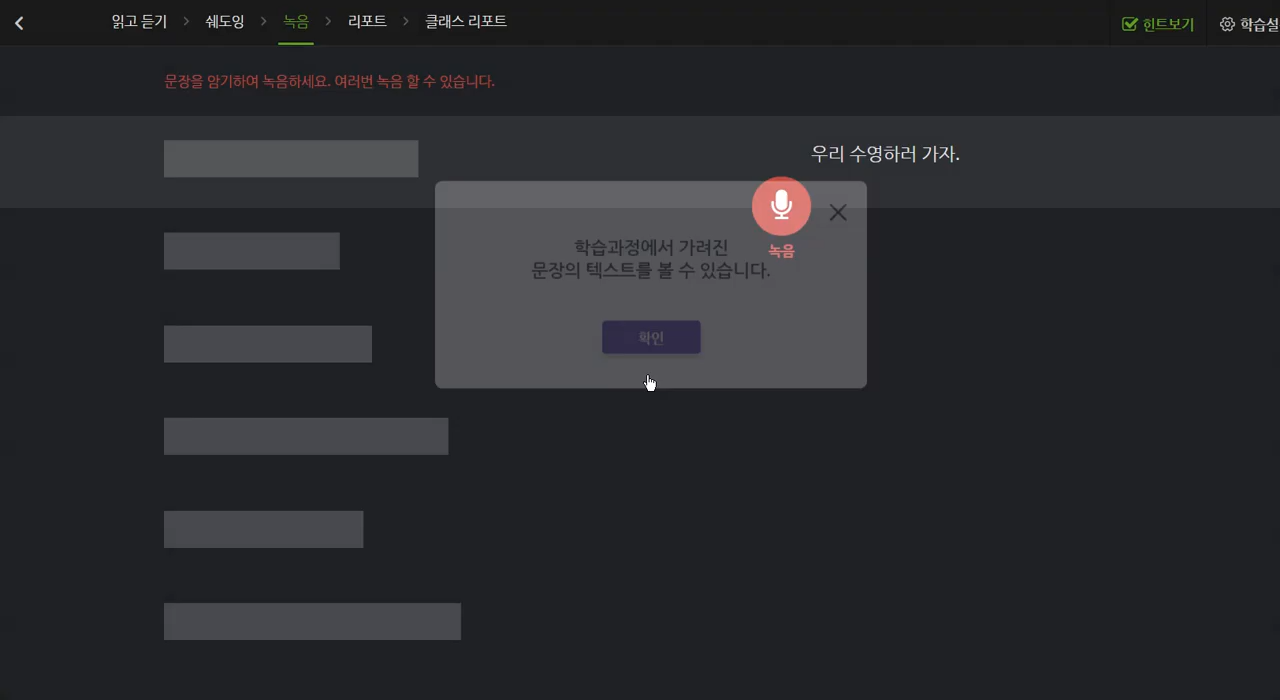 읽고 듣기 > 쉐도잉 > 녹음 > 리포트 > 클래스 리포트
힌트보기
학습설
문장을 암기하여 녹음하세요. 여러번 녹음 할 수 있습니다.
우리 수영하러 가자.
녹음
학습과정에서 가려진
문장의 텍스트를 볼 수 있습니다.
확인